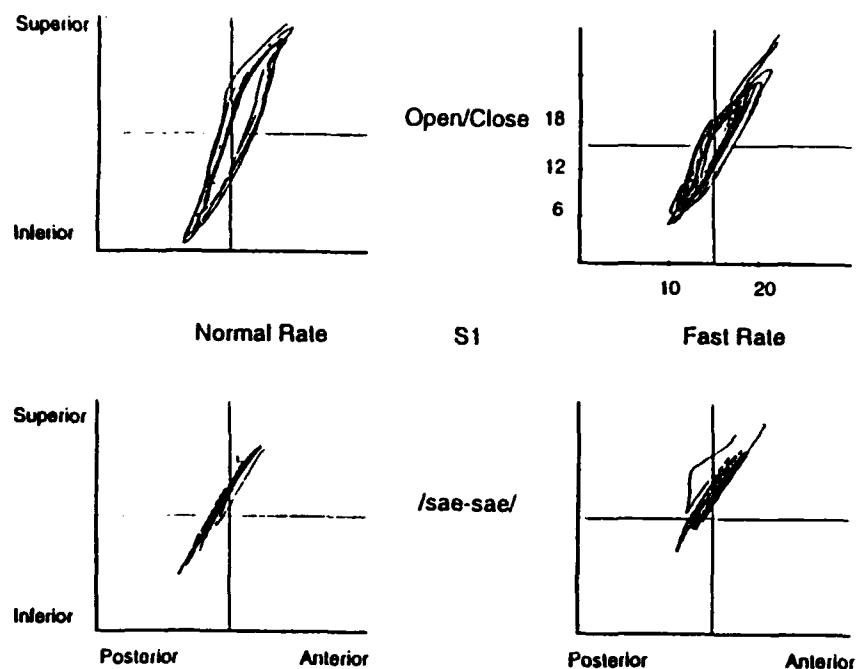 Superior
Open/Close
18
12
6
Inferior
10 20
Normal Rate S1 Fast Rate
Superior
/sae-sae/
Inferior
Posterior Anterior Posterior Anterior